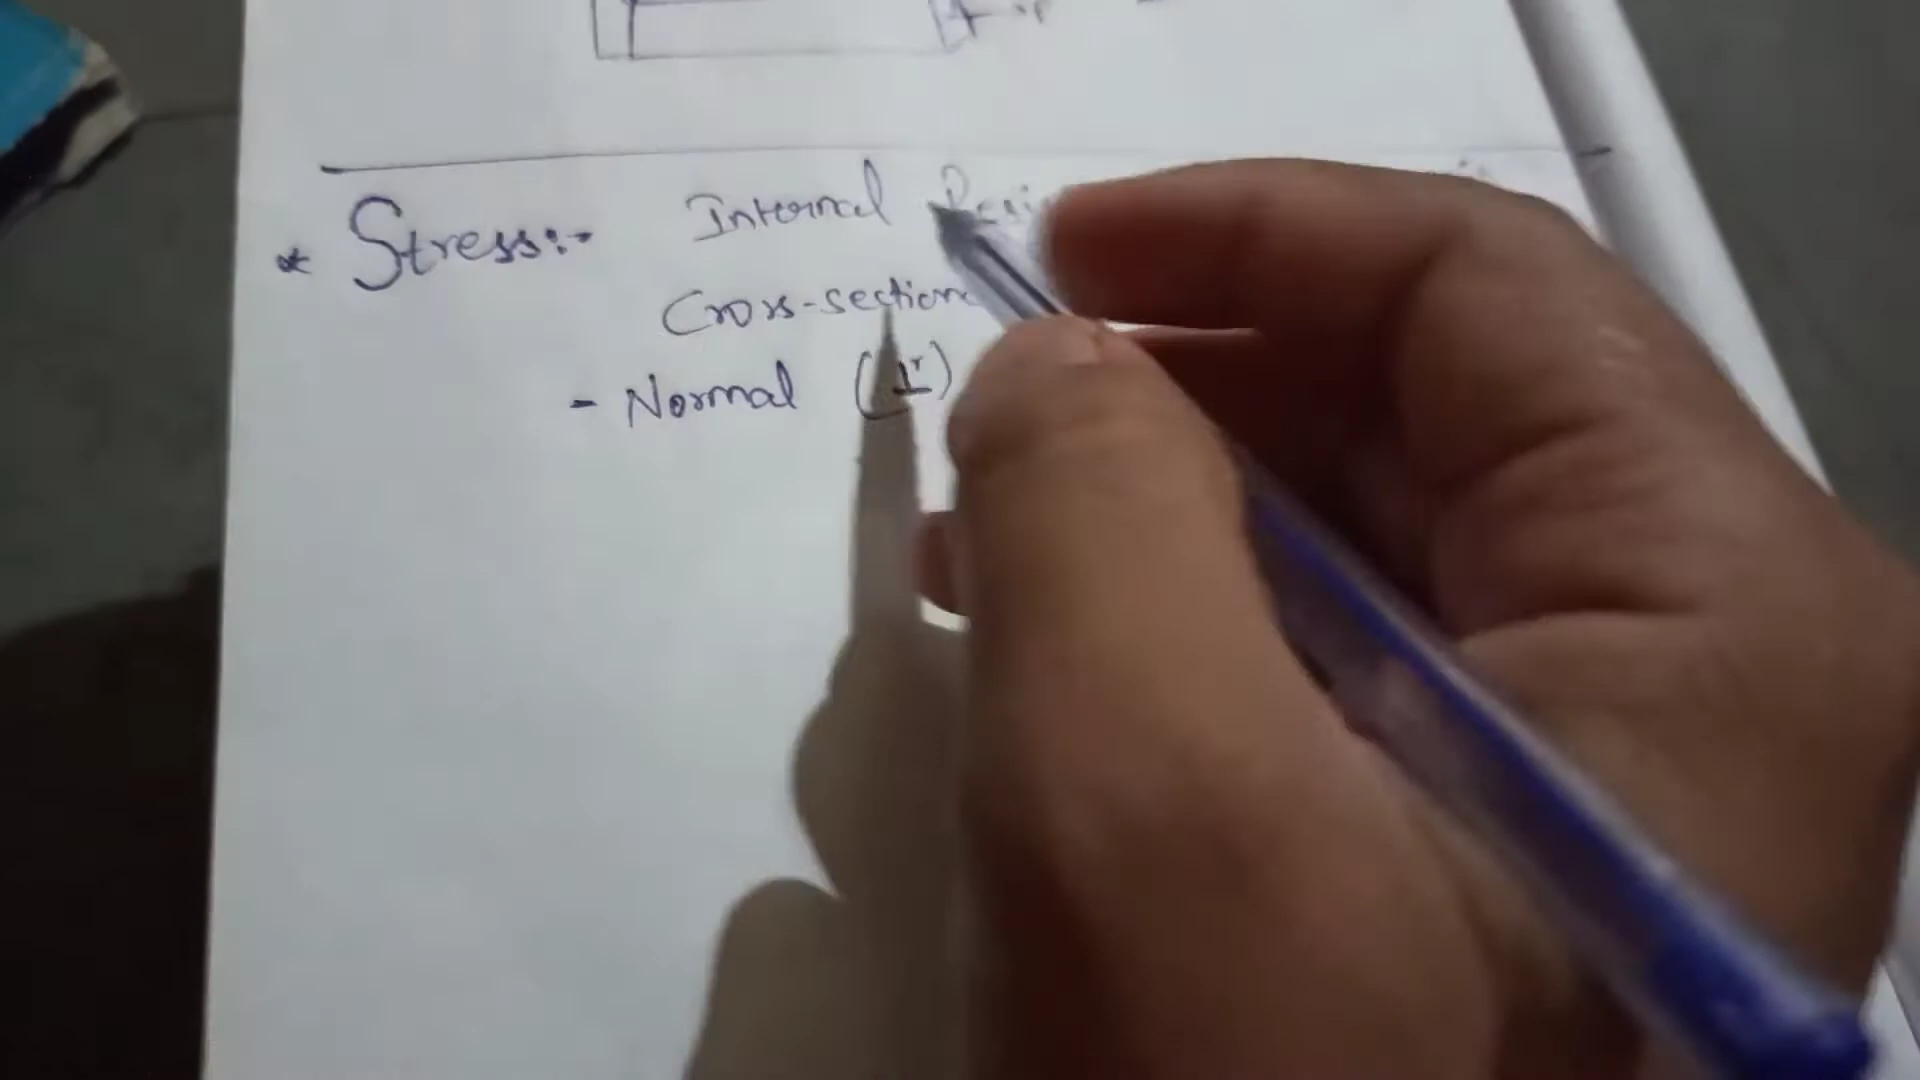 * Stress:- Internal
Cross-section
- Normal (⊥r)